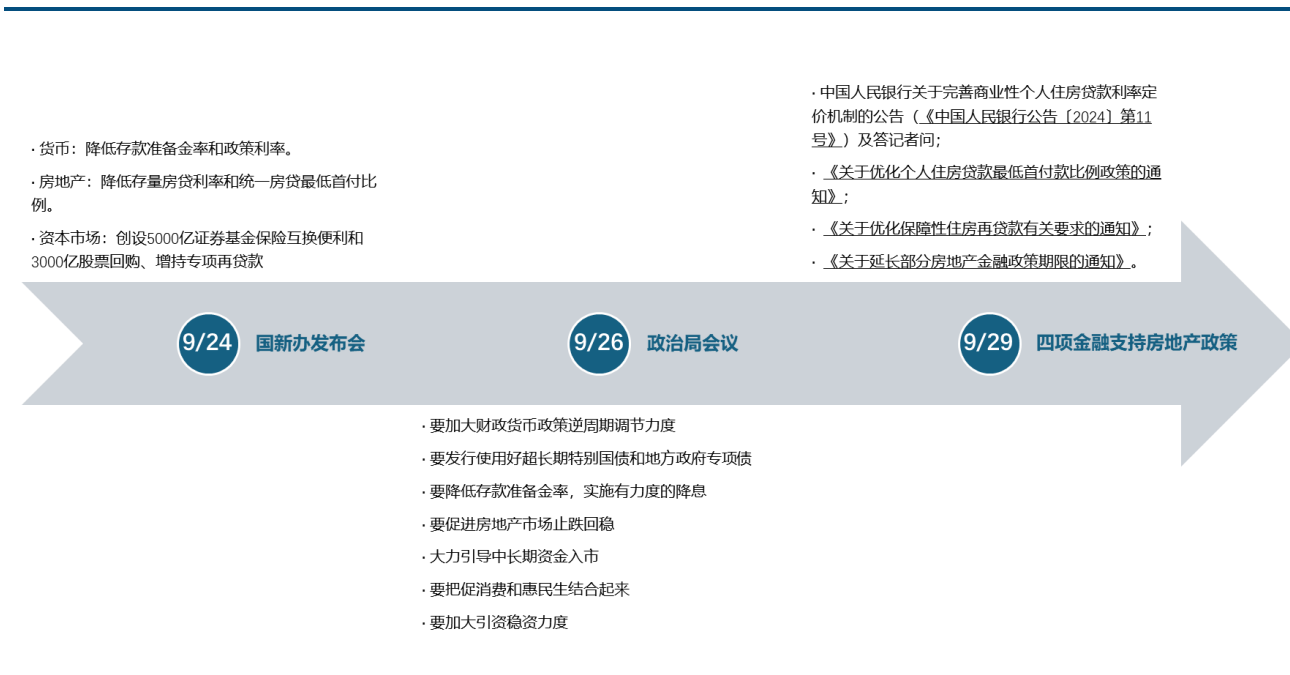 · 货币：降低存款准备金率和政策利率。
· 房地产：降低存量房贷利率和统一房贷最低首付比
例。
· 资本市场：创设5000亿证券基金保险互换便利和
3000亿股票回购、增持专项再贷款
· 中国人民银行关于完善商业性个人住房贷款利率定
价机制的公告（《中国人民银行公告〔2024〕第11
号》）及答记者问；
· 《关于优化个人住房贷款最低首付款比例政策的通
知》；
· 《关于优化保障性住房再贷款有关要求的通知》；
· 《关于延长部分房地产金融政策期限的通知》。
9/24 国新办发布会
9/26 政治局会议
9/29 四项金融支持房地产政策
· 要加大财政货币政策逆周期调节力度
· 要发行使用好超长期特别国债和地方政府专项债
· 要降低存款准备金率，实施有力度的降息
· 要促进房地产市场止跌回稳
· 大力引导中长期资金入市
· 要把促消费和惠民生结合起来
· 要加大引资稳资力度